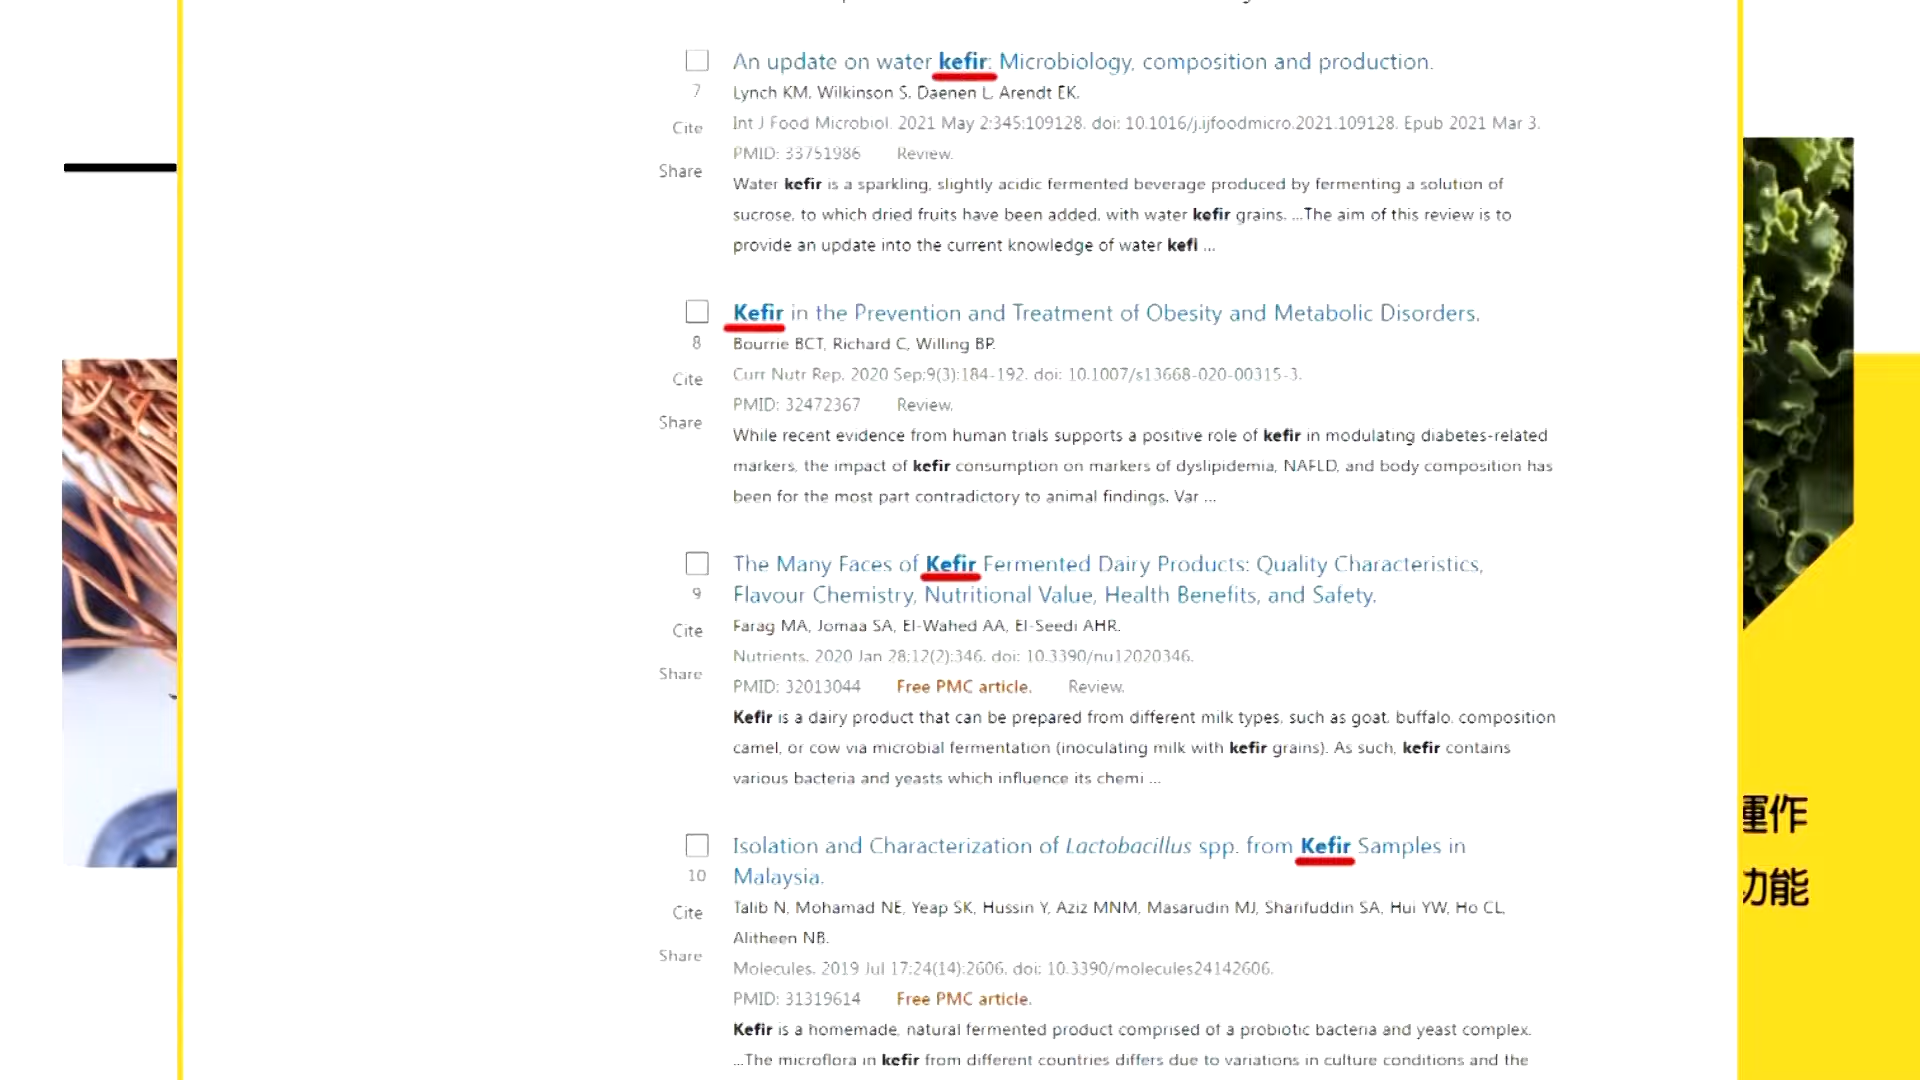 An update on water kefir: Microbiology, composition and production.
7
Lynch KM, Wilkinson S, Daenen L, Arendt EK.
Cite
Int J Food Microbiol. 2021 May 2;345:109128. doi: 10.1016/j.ijfoodmicro.2021.109128. Epub 2021 Mar 3.
PMID: 33751986 Review.
Share
Water kefir is a sparkling, slightly acidic fermented beverage produced by fermenting a solution of
sucrose, to which dried fruits have been added, with water kefir grains. ...The aim of this review is to
provide an update into the current knowledge of water kefi ...
Kefir in the Prevention and Treatment of Obesity and Metabolic Disorders.
8
Bourrie BCT, Richard C, Willing BP.
Cite
Curr Nutr Rep. 2020 Sep;9(3):184-192. doi: 10.1007/s13668-020-00315-3.
PMID: 32472367 Review.
Share
While recent evidence from human trials supports a positive role of kefir in modulating diabetes-related
markers, the impact of kefir consumption on markers of dyslipidemia, NAFLD, and body composition has
been for the most part contradictory to animal findings. Var ...
The Many Faces of Kefir Fermented Dairy Products: Quality Characteristics,
9
Flavour Chemistry, Nutritional Value, Health Benefits, and Safety.
Farag MA, Jomaa SA, El-Wahed AA, El-Seedi AHR.
Cite
Nutrients. 2020 Jan 28;12(2):346. doi: 10.3390/nu12020346.
Share
PMID: 32013044 Free PMC article. Review.
Kefir is a dairy product that can be prepared from different milk types, such as goat, buffalo, composition
camel, or cow via microbial fermentation (inoculating milk with kefir grains). As such, kefir contains
various bacteria and yeasts which influence its chemi ...
Isolation and Characterization of Lactobacillus spp. from Kefir Samples in
10
Malaysia.
Cite
Talib N, Mohamad NE, Yeap SK, Hussin Y, Aziz MNM, Masarudin MJ, Sharifuddin SA, Hui YW, Ho CL,
Alitheen NB.
Share
Molecules. 2019 Jul 17;24(14):2606. doi: 10.3390/molecules24142606.
PMID: 31319614 Free PMC article.
Kefir is a homemade, natural fermented product comprised of a probiotic bacteria and yeast complex.
...The microflora in kefir from different countries differs due to variations in culture conditions and the
運作
功能